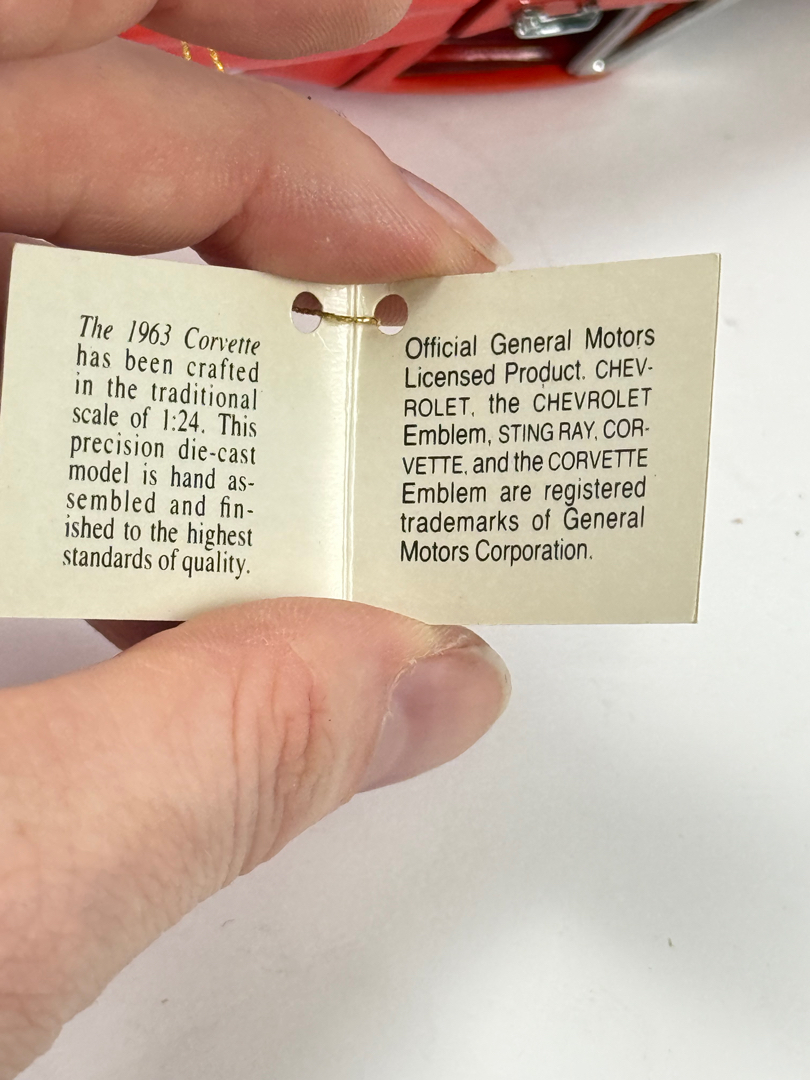 The 1963 Corvette
has been crafted
in the traditional
scale of 1:24. This
precision die-cast
model is hand as-
sembled and fin-
ished to the highest
standards of quality.
Official General Motors
Licensed Product. CHEV-
ROLET, the CHEVROLET
Emblem, STING RAY, COR-
VETTE, and the CORVETTE
Emblem are registered
trademarks of General
Motors Corporation.